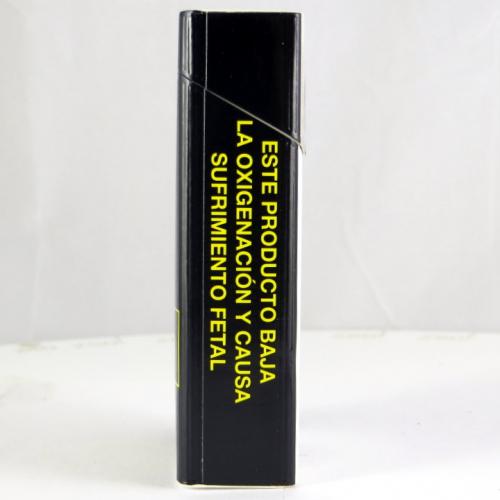 ESTE PRODUCTO BAJA
LA OXIGENACIÓN Y CAUSA
SUFRIMIENTO FETAL